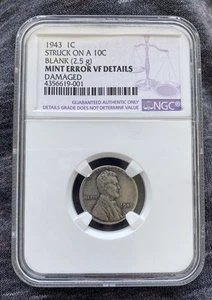 1943 1C
STRUCK ON A 10C
BLANK (2.5 g)
MINT ERROR VF DETAILS
DAMAGED
4356619-001
NGC
GUARANTEED AUTHENTIC ONLY
DETAILS GRADE DOES NOT DETERMINE VALUE